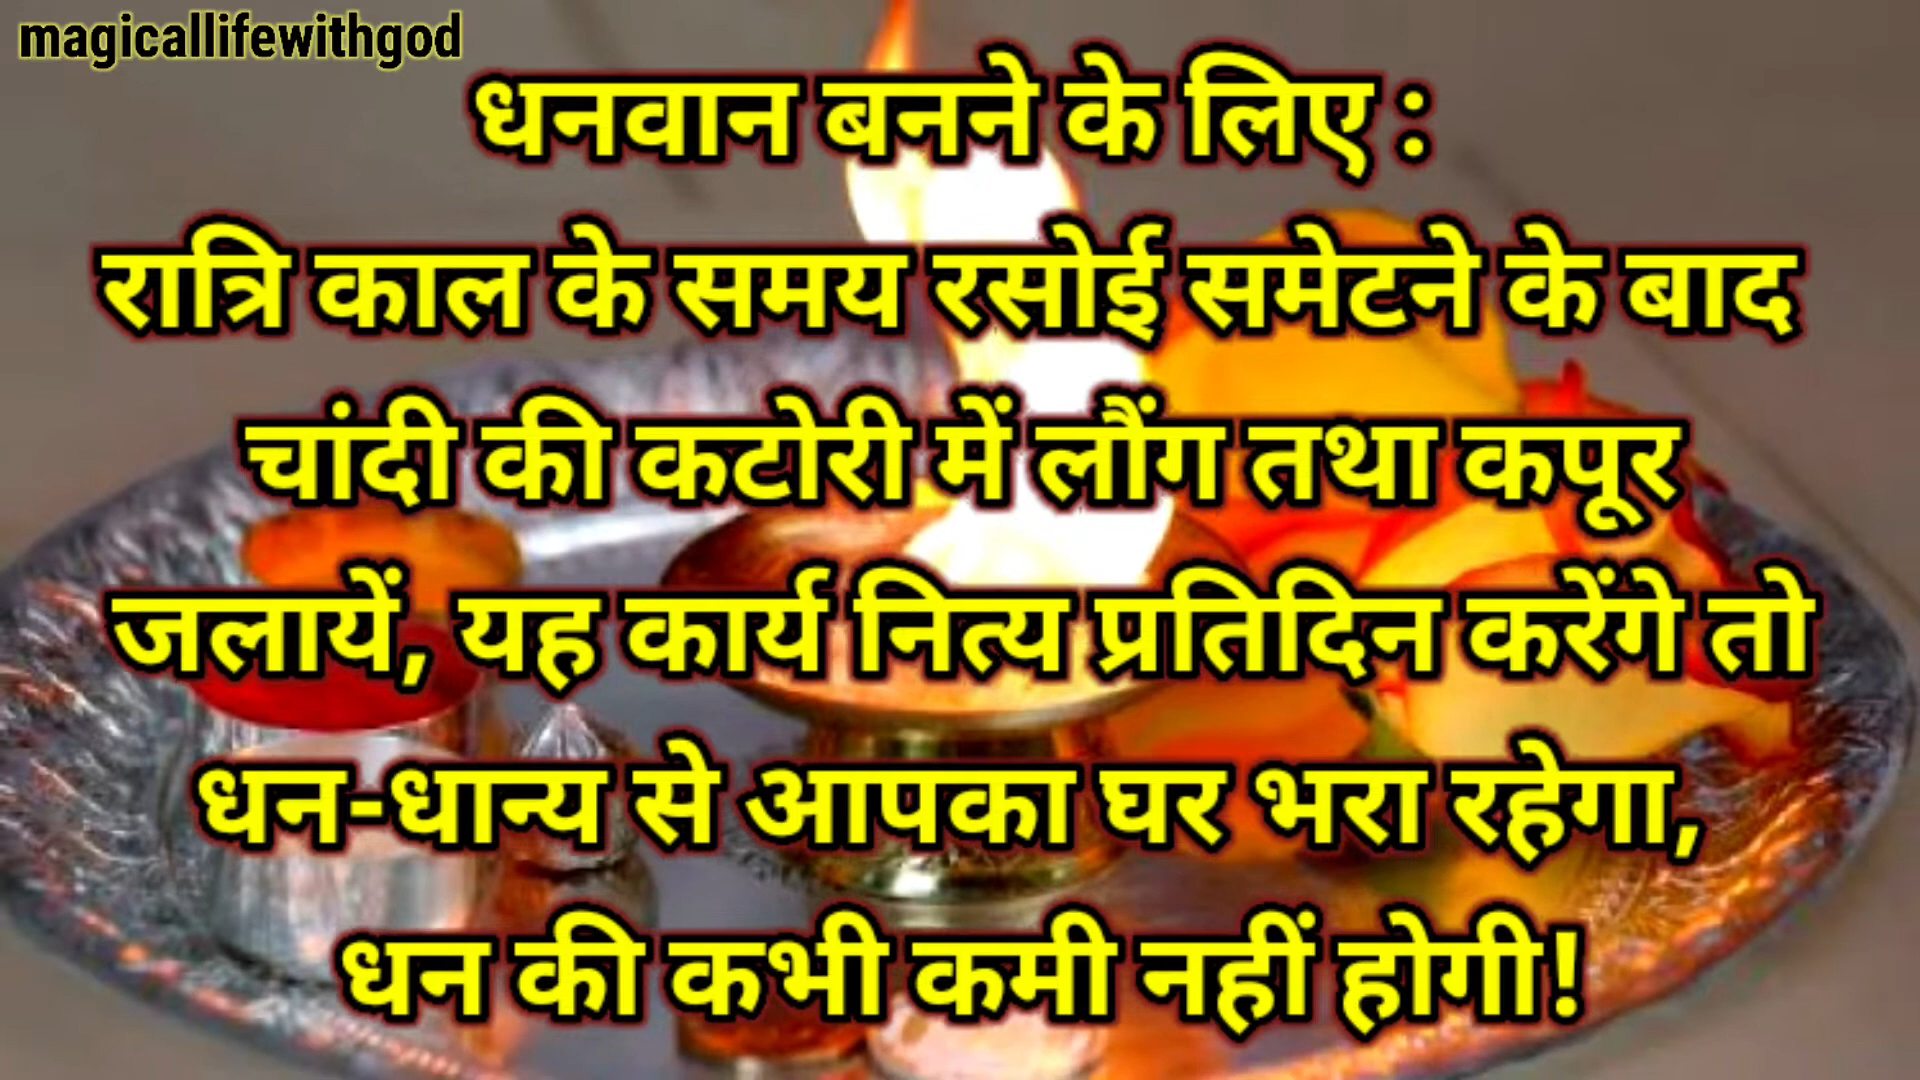 magicallifewithgod
धनवान बनने के लिए :
रात्रि काल के समय रसोई समेटने के बाद
चांदी की कटोरी में लौंग तथा कपूर
जलायें, यह कार्य नित्य प्रतिदिन करेंगे तो
धन-धान्य से आपका घर भरा रहेगा,
धन की कभी कमी नहीं होगी!